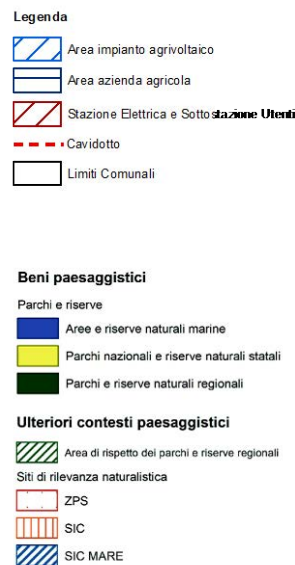 Legenda
Area impianto agrivoltaico
Area azienda agricola
Stazione Elettrica e Sottostazione Utenti
Cavidotto
Limiti Comunali
Beni paesaggistici
Parchi e riserve
Aree e riserve naturali marine
Parchi nazionali e riserve naturali statali
Parchi e riserve naturali regionali
Ulteriori contesti paesaggistici
Area di rispetto dei parchi e riserve regionali
Siti di rilevanza naturalistica
ZPS
SIC
SIC MARE